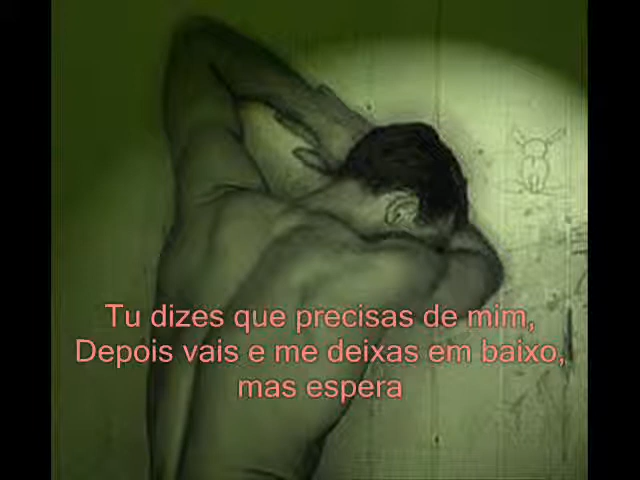 Tu dizes que precisas de mim,
Depois vais e me deixas em baixo,
mas espera